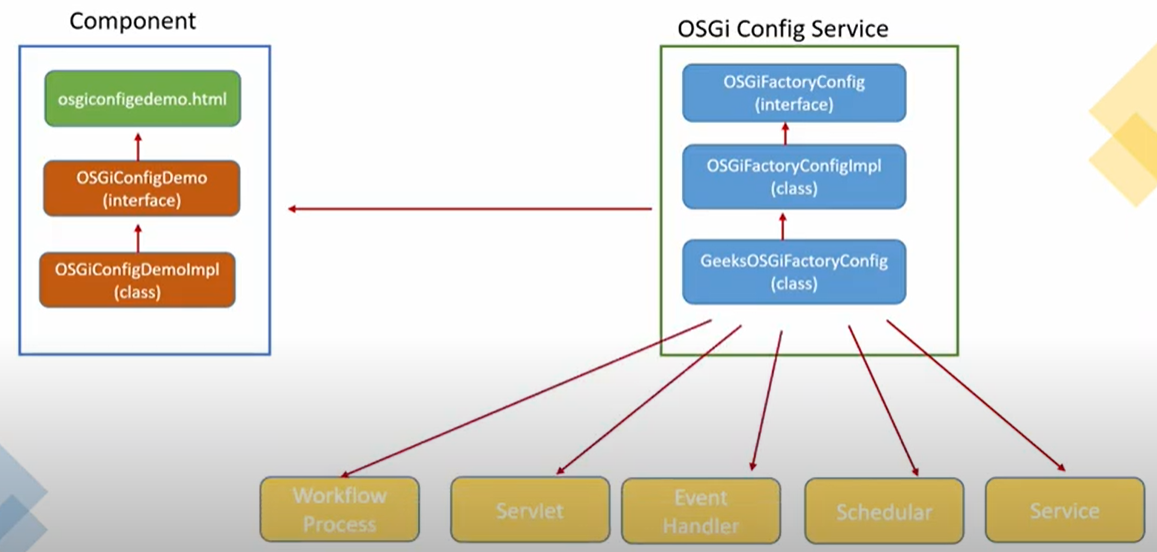 Component
osgiconfigedemo.html
OSGiConfigDemo
(interface)
OSGiConfigDemoImpl
(class)
OSGi Config Service
OSGiFactoryConfig
(interface)
OSGiFactoryConfigImpl
(class)
GeeksOSGiFactoryConfig
(class)
Workflow
Process
Servlet
Event
Handler
Schedular
Service